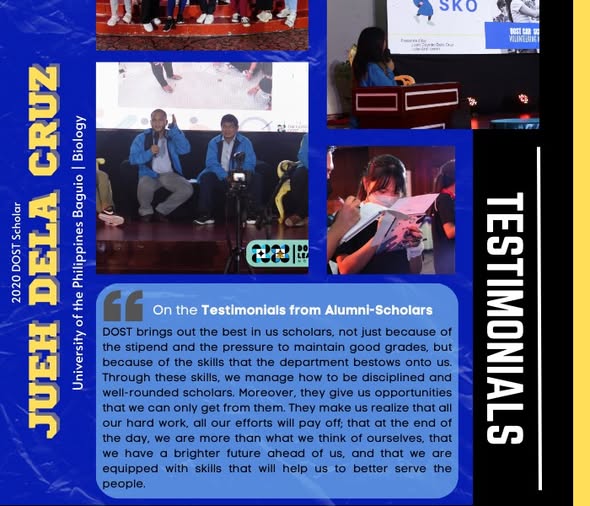 SKO
2020 DOST Scholar
JUEH DELA CRUZ
University of the Philippines Baguio | Biology
On the Testimonials from Alumni-Scholars
DOST brings out the best in us scholars, not just because of
the stipend and the pressure to maintain good grades, but
because of the skills that the department bestows onto us.
Through these skills, we manage how to be disciplined and
well-rounded scholars. Moreover, they give us opportunities
that we can only get from them. They make us realize that all
our hard work, all our efforts will pay off; that at the end of
the day, we are more than what we think of ourselves, that
we have a brighter future ahead of us, and that we are
equipped with skills that will help us to better serve the
people.
TESTIMONIALS